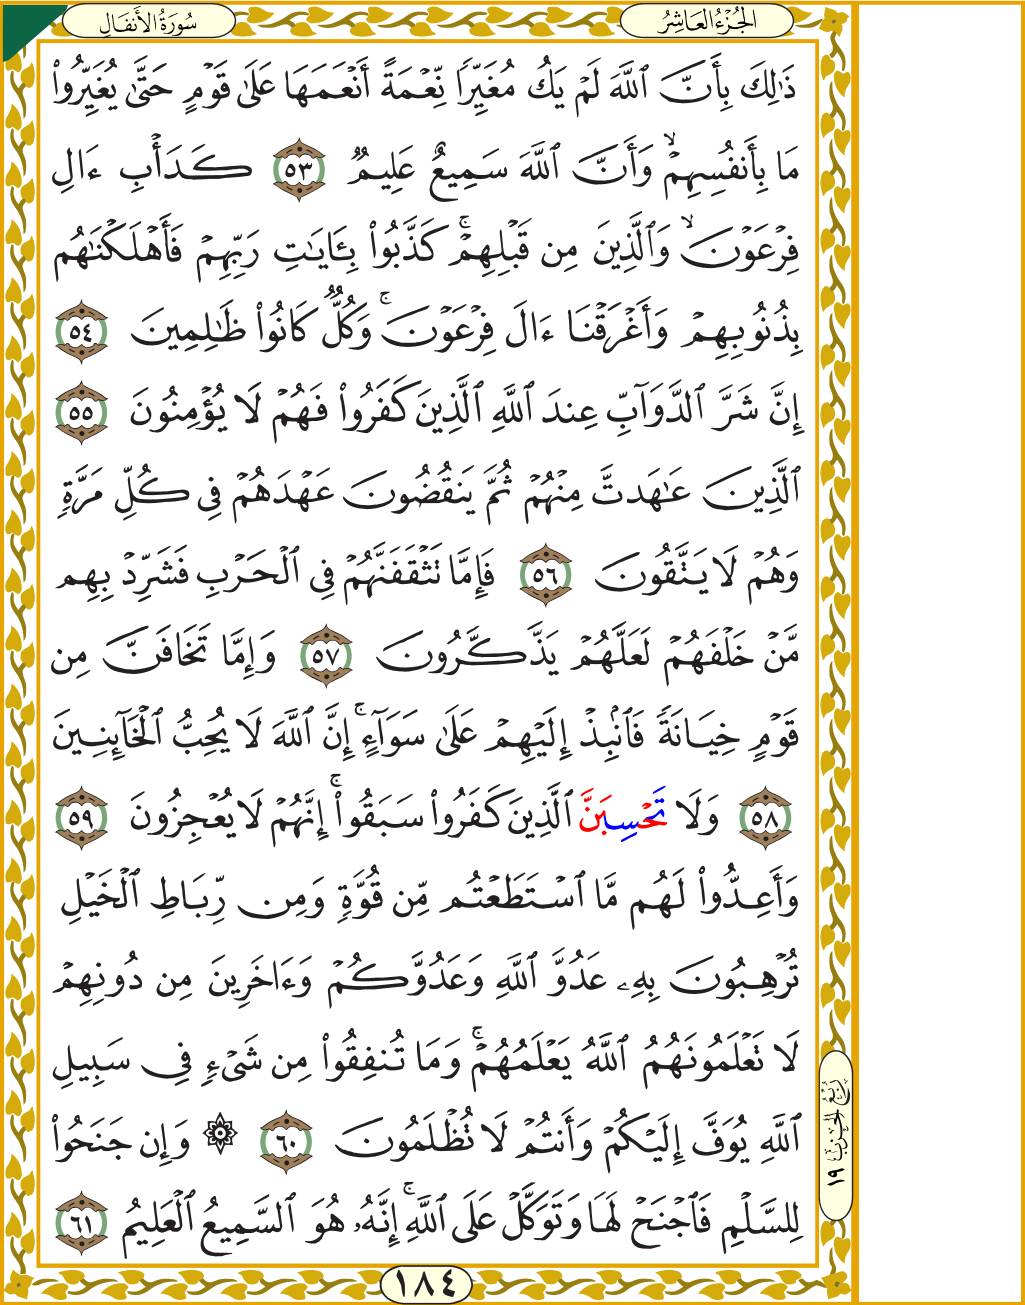 الجُزْءُ العَاشِرُ
سُورَةُ الأَنفَالِ
ذَٰلِكَ بِأَنَّ ٱللَّهَ لَمْ يَكُ مُغَيِّرًا نِّعْمَةً أَنْعَمَهَا عَلَىٰ قَوْمٍ حَتَّىٰ يُغَيِّرُوا۟
مَا بِأَنفُسِهِمْ ۙ وَأَنَّ ٱللَّهَ سَمِيعٌ عَلِيمٌ ٥٣ كَدَأْبِ ءَالِ
فِرْعَوْنَ ۙ وَٱلَّذِينَ مِن قَبْلِهِمْ ۚ كَذَّبُوا۟ بِـَٔايَـٰتِ رَبِّهِمْ فَأَهْلَكْنَـٰهُم
بِذُنُوبِهِمْ وَأَغْرَقْنَا ءَالَ فِرْعَوْنَ ۚ وَكُلٌّ كَانُوا۟ ظَـٰلِمِينَ ٥٤
إِنَّ شَرَّ ٱلدَّوَآبِّ عِندَ ٱللَّهِ ٱلَّذِينَ كَفَرُوا۟ فَهُمْ لَا يُؤْمِنُونَ ٥٥
ٱلَّذِينَ عَـٰهَدتَّ مِنْهُمْ ثُمَّ يَنقُضُونَ عَهْدَهُمْ فِى كُلِّ مَرَّةٍ
وَهُمْ لَا يَتَّقُونَ ٥٦ فَإِمَّا تَثْقَفَنَّهُمْ فِى ٱلْحَرْبِ فَشَرِّدْ بِهِم
مَّنْ خَلْفَهُمْ لَعَلَّهُمْ يَذَّكَّرُونَ ٥٧ وَإِمَّا تَخَافَنَّ مِن
قَوْمٍ خِيَانَةً فَٱنۢبِذْ إِلَيْهِمْ عَلَىٰ سَوَآءٍ ۚ إِنَّ ٱللَّهَ لَا يُحِبُّ ٱلْخَآئِنِينَ
٥٨ وَلَا تَحْسِبَنَّ ٱلَّذِينَ كَفَرُوا۟ سَبَقُوٓا۟ ۚ إِنَّهُمْ لَا يُعْجِزُونَ ٥٩
وَأَعِدُّوا۟ لَهُم مَّا ٱسْتَطَعْتُم مِّن قُوَّةٍ وَمِن رِّبَاطِ ٱلْخَيْلِ
تُرْهِبُونَ بِهِۦ عَدُوَّ ٱللَّهِ وَعَدُوَّكُمْ وَءَاخَرِينَ مِن دُونِهِمْ
لَا تَعْلَمُونَهُمُ ٱللَّهُ يَعْلَمُهُمْ ۚ وَمَا تُنفِقُوا۟ مِن شَىْءٍ فِى سَبِيلِ
ٱللَّهِ يُوَفَّ إِلَيْكُمْ وَأَنتُمْ لَا تُظْلَمُونَ ٦٠ ۞ وَإِن جَنَحُوا۟
لِلسَّلْمِ فَٱجْنَحْ لَهَا وَتَوَكَّلْ عَلَى ٱللَّهِ ۚ إِنَّهُۥ هُوَ ٱلسَّمِيعُ ٱلْعَلِيمُ ٦١
رُبْعُ الحِزْبِ ١٩
١٨٤